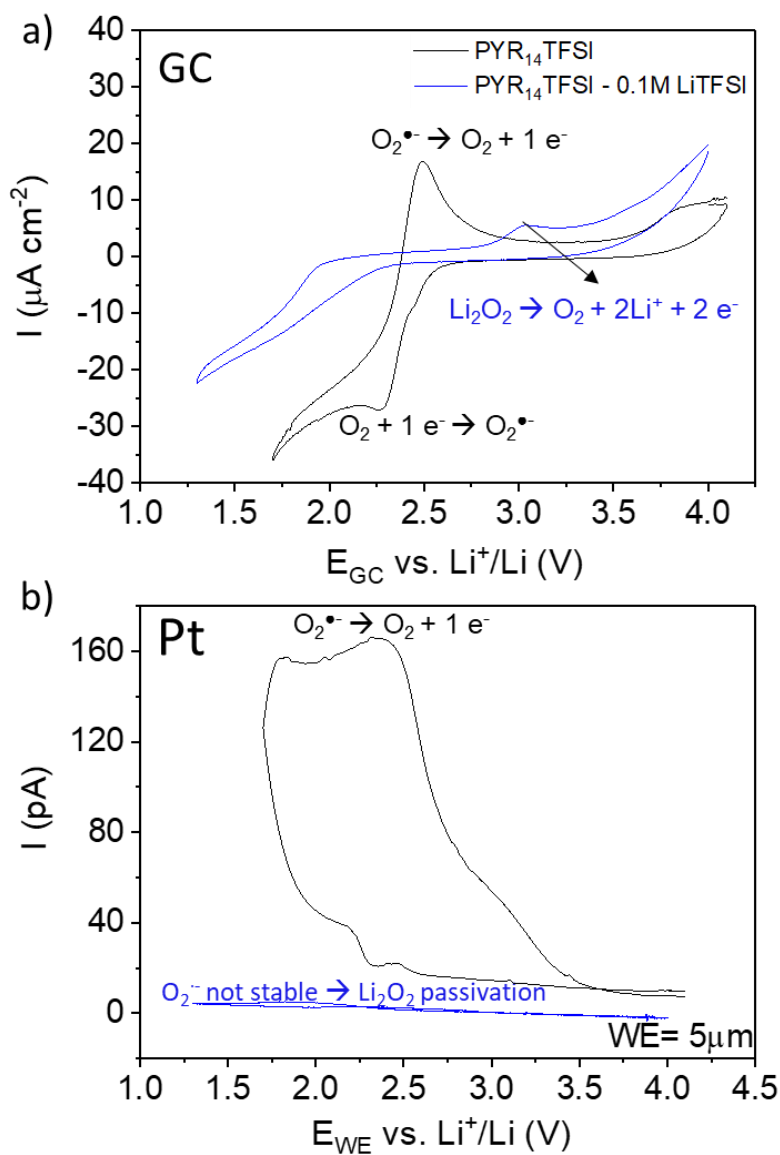 a)
GC
PYR₁₄TFSI
PYR₁₄TFSI - 0.1M LiTFSI
O₂•⁻ → O₂ + 1 e⁻
Li₂O₂ → O₂ + 2Li⁺ + 2 e⁻
O₂ + 1 e⁻ → O₂•⁻
40
30
20
10
0
-10
-20
-30
-40
I (μA cm⁻²)
1.0 1.5 2.0 2.5 3.0 3.5 4.0
E_GC vs. Li⁺/Li (V)
b)
Pt
O₂•⁻ → O₂ + 1 e⁻
160
120
80
40
0
I (pA)
O₂·⁻ not stable → Li₂O₂ passivation
WE= 5μm
1.0 1.5 2.0 2.5 3.0 3.5 4.0 4.5
E_WE vs. Li⁺/Li (V)